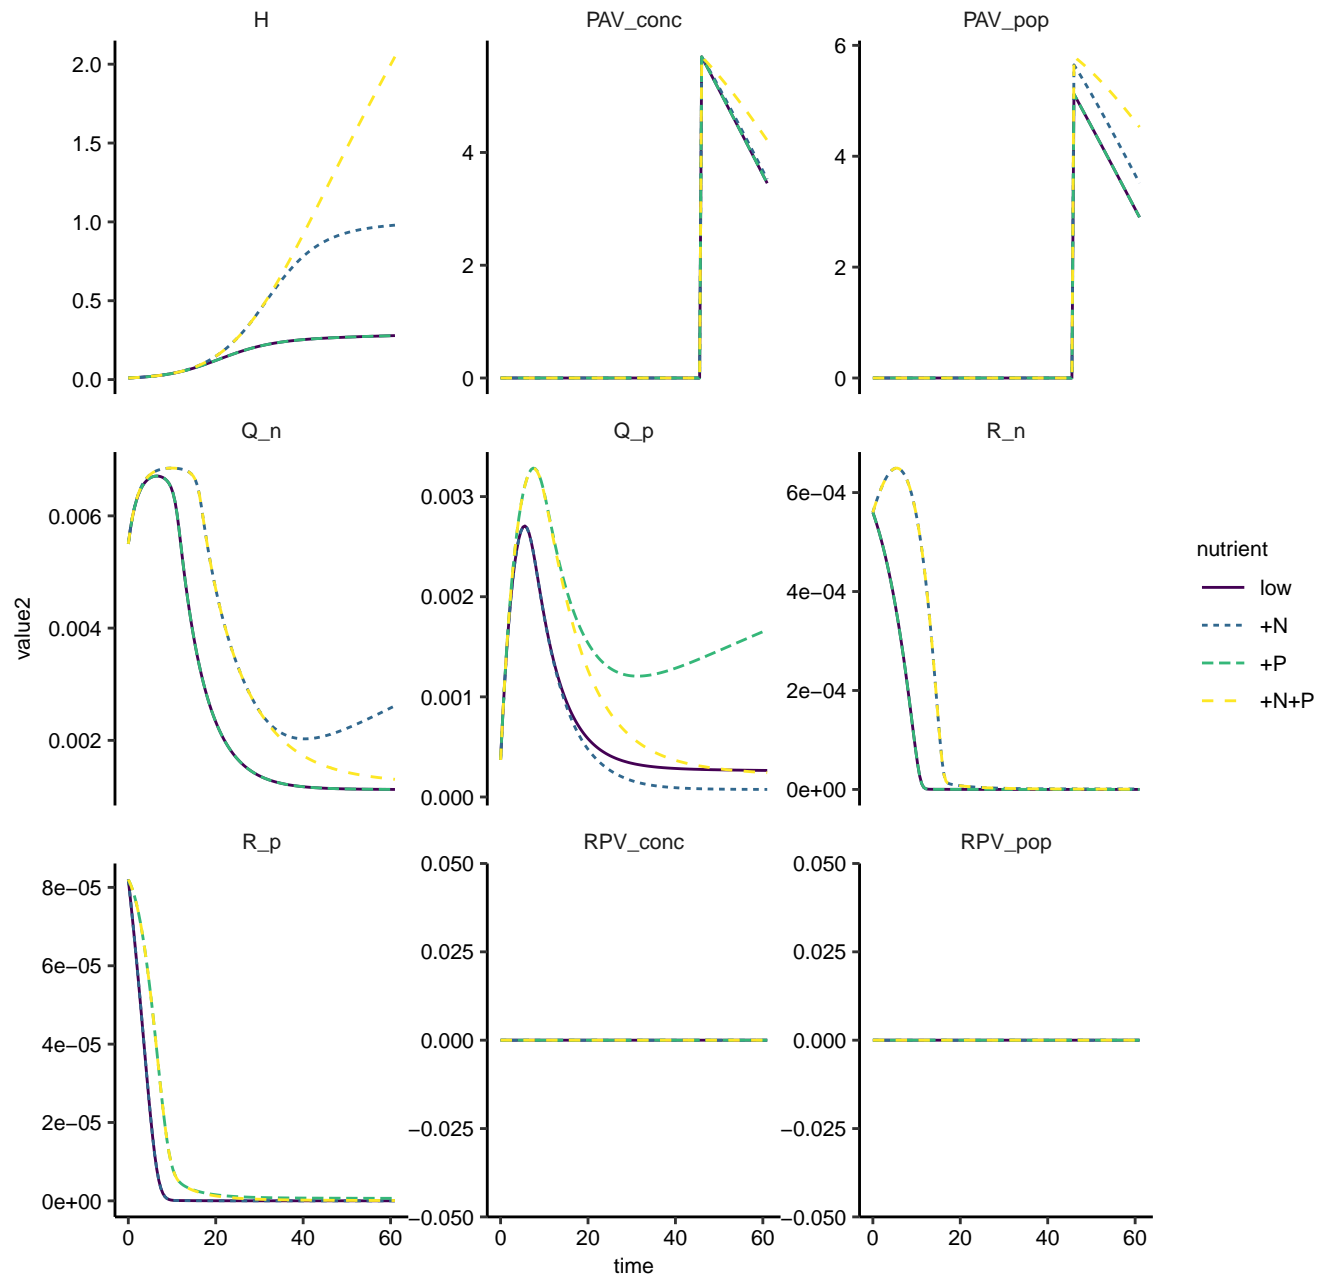 H
PAV_conc
PAV_pop
2.0
1.5
1.0
0.5
0.0
4
2
0
6
4
2
0
Q_n
Q_p
R_n
0.006
0.004
0.002
0.003
0.002
0.001
0.000
6e−04
4e−04
2e−04
0e+00
R_p
RPV_conc
RPV_pop
8e−05
6e−05
4e−05
2e−05
0e+00
0.050
0.025
0.000
−0.025
−0.050
0.050
0.025
0.000
−0.025
−0.050
0 20 40 60
0 20 40 60
0 20 40 60
time
value2
nutrient
low
+N
+P
+N+P